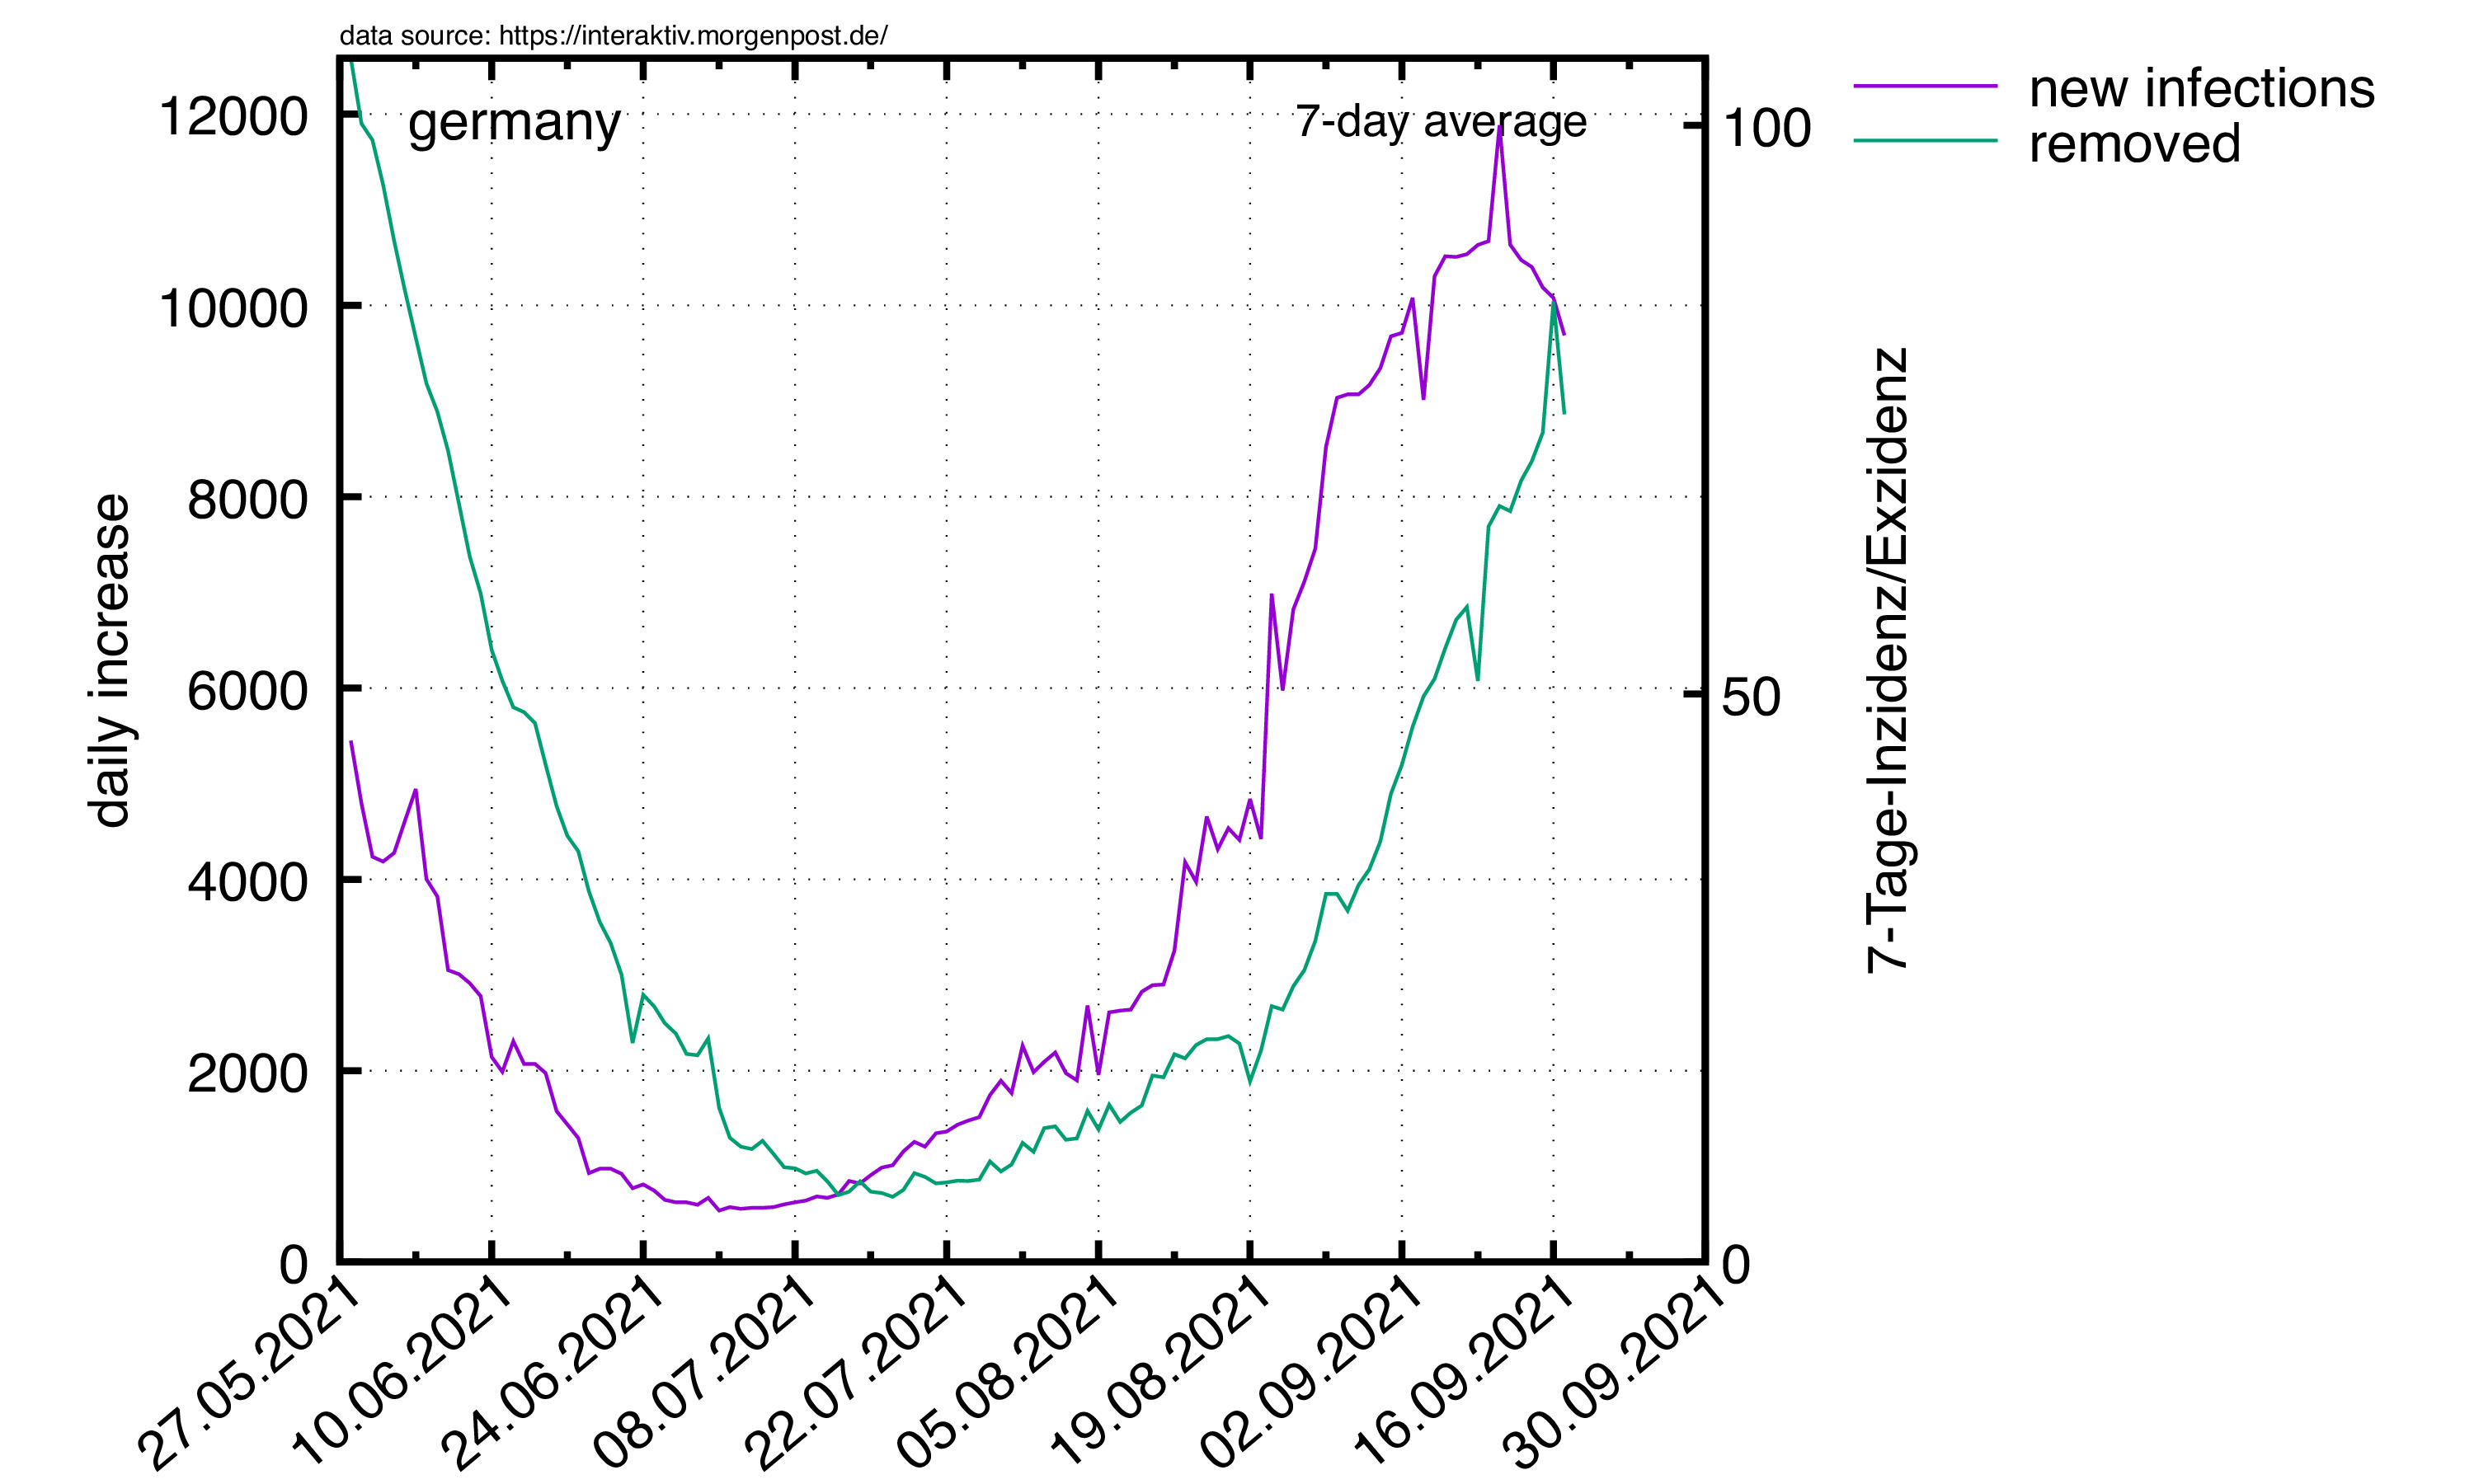 data source: https://interaktiv.morgenpost.de/
germany
7-day average
new infections
removed
daily increase
12000
10000
8000
6000
4000
2000
0
100
50
0
7-Tage-Inzidenz/Exzidenz
27.05.2021
10.06.2021
24.06.2021
08.07.2021
22.07.2021
05.08.2021
19.08.2021
02.09.2021
16.09.2021
30.09.2021